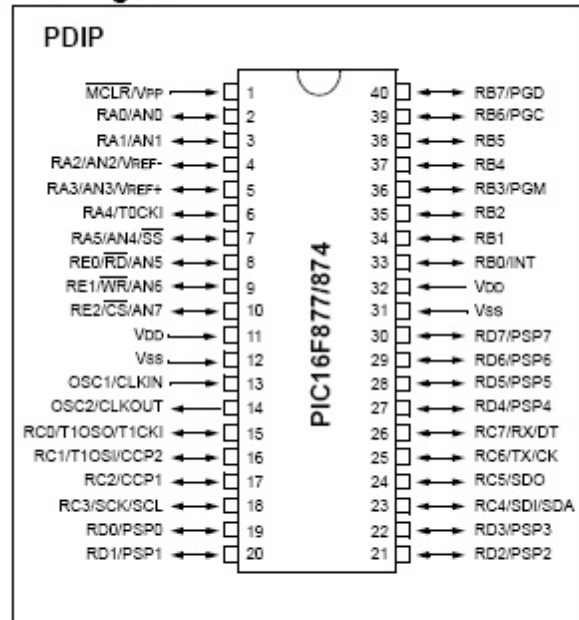 PDIP
MCLR/VPP 1 40 RB7/PGD
RA0/AN0 2 39 RB6/PGC
RA1/AN1 3 38 RB5
RA2/AN2/VREF- 4 37 RB4
RA3/AN3/VREF+ 5 36 RB3/PGM
RA4/T0CKI 6 35 RB2
RA5/AN4/SS 7 34 RB1
RE0/RD/AN5 8 33 RB0/INT
RE1/WR/AN6 9 32 VDD
RE2/CS/AN7 10 31 VSS
VDD 11 30 RD7/PSP7
VSS 12 29 RD6/PSP6
OSC1/CLKIN 13 28 RD5/PSP5
OSC2/CLKOUT 14 27 RD4/PSP4
RC0/T1OSO/T1CKI 15 26 RC7/RX/DT
RC1/T1OSI/CCP2 16 25 RC6/TX/CK
RC2/CCP1 17 24 RC5/SDO
RC3/SCK/SCL 18 23 RC4/SDI/SDA
RD0/PSP0 19 22 RD3/PSP3
RD1/PSP1 20 21 RD2/PSP2
PIC16F877/874